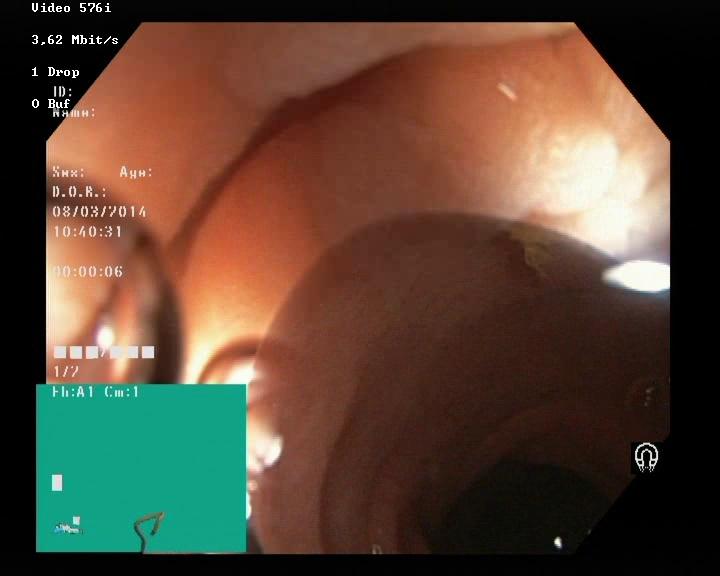 Video 576i
3,62 Mbit/s
1 Drop
ID:
0 Buf
Name:
Sex: Age:
D.O.B.:
08/03/2014
10:40:31
00:00:06
1/2
Eh:A1 Cm:1